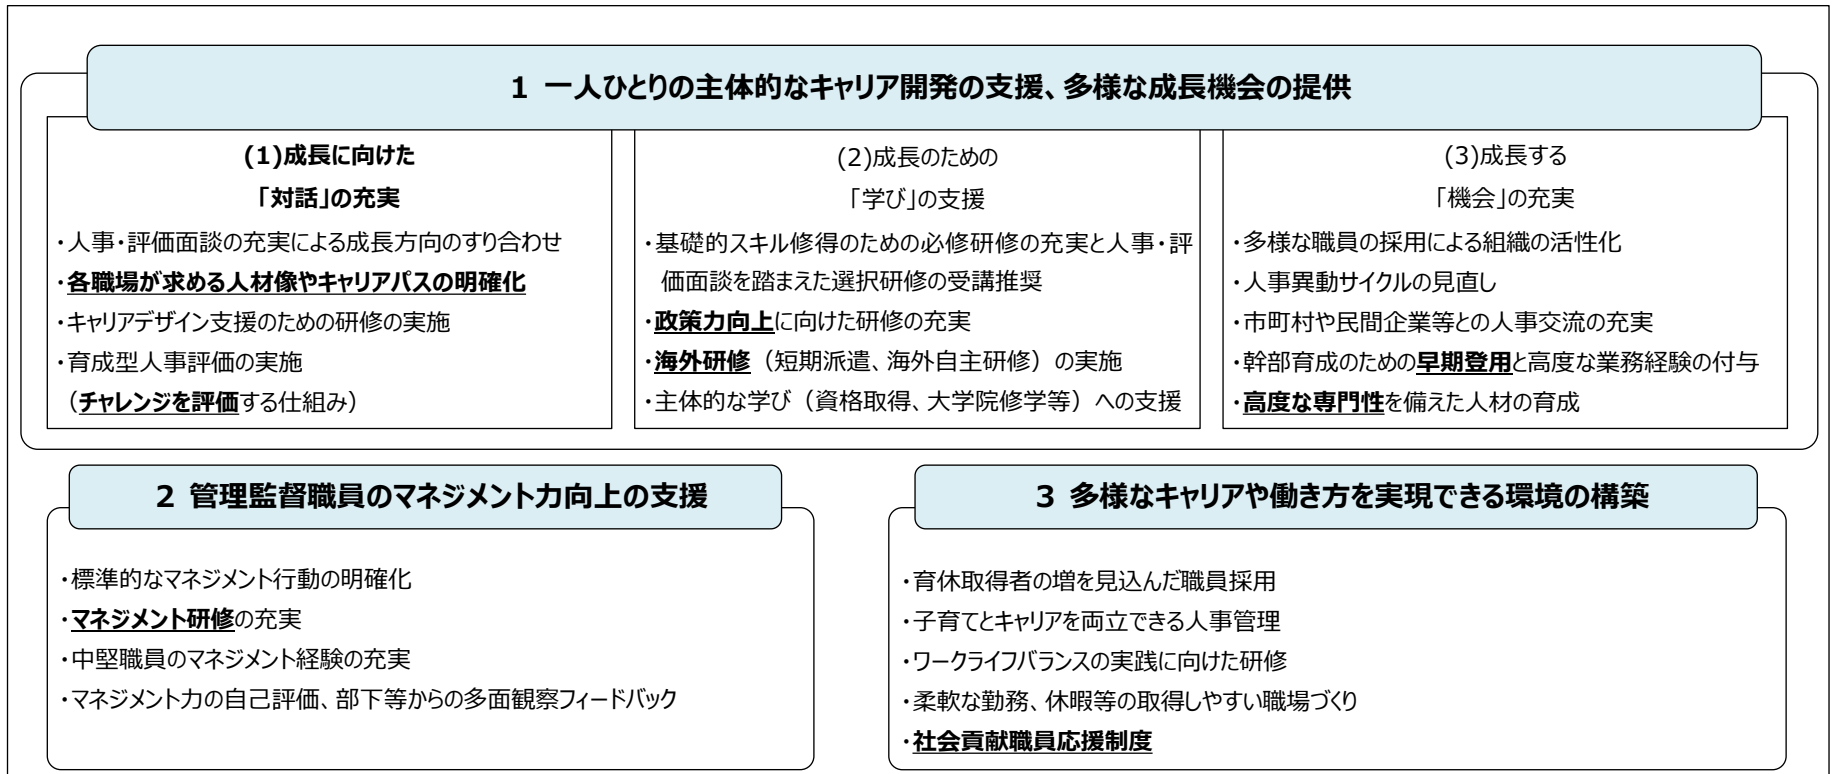 1 一人ひとりの主体的なキャリア開発の支援、多様な成長機会の提供
(1)成長に向けた
「対話」の充実
・人事・評価面談の充実による成長方向のすり合わせ
・各職場が求める人材像やキャリアパスの明確化
・キャリアデザイン支援のための研修の実施
・育成型人事評価の実施
（チャレンジを評価する仕組み）
(2)成長のための
「学び」の支援
・基礎的スキル修得のための必修研修の充実と人事・評
価面談を踏まえた選択研修の受講推奨
・政策力向上に向けた研修の充実
・海外研修（短期派遣、海外自主研修）の実施
・主体的な学び（資格取得、大学院修学等）への支援
(3)成長する
「機会」の充実
・多様な職員の採用による組織の活性化
・人事異動サイクルの見直し
・市町村や民間企業等との人事交流の充実
・幹部育成のための早期登用と高度な業務経験の付与
・高度な専門性を備えた人材の育成
2 管理監督職員のマネジメント力向上の支援
・標準的なマネジメント行動の明確化
・マネジメント研修の充実
・中堅職員のマネジメント経験の充実
・マネジメント力の自己評価、部下等からの多面観察フィードバック
3 多様なキャリアや働き方を実現できる環境の構築
・育休取得者の増を見込んだ職員採用
・子育てとキャリアを両立できる人事管理
・ワークライフバランスの実践に向けた研修
・柔軟な勤務、休暇等の取得しやすい職場づくり
・社会貢献職員応援制度